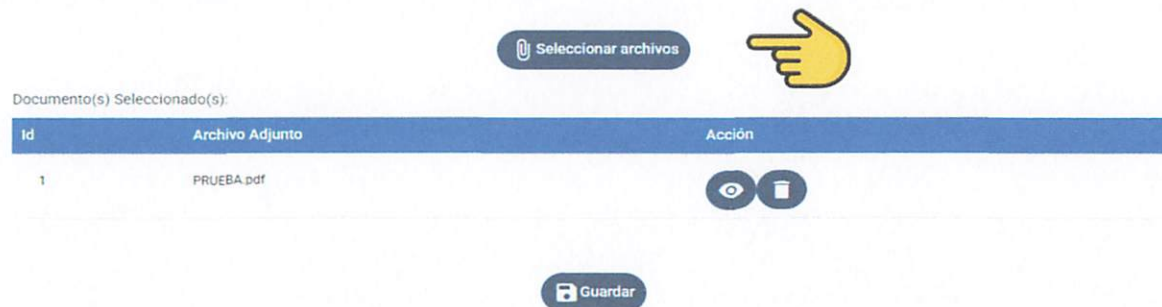 Seleccionar archivos
Documento(s) Seleccionado(s):
Id Archivo Adjunto Acción
1 PRUEBA.pdf
Guardar